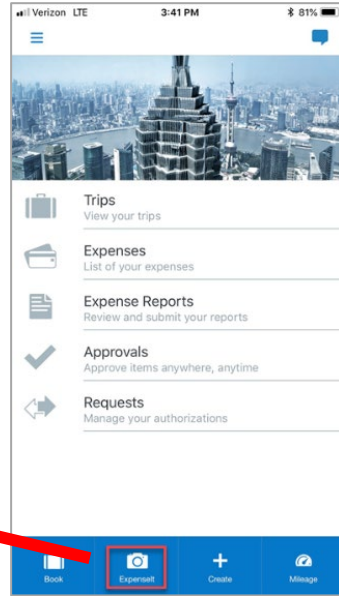 Verizon LTE 3:41 PM 81%
Trips
View your trips
Expenses
List of your expenses
Expense Reports
Review and submit your reports
Approvals
Approve items anywhere, anytime
Requests
Manage your authorizations
Book ExpenseIt Create Mileage